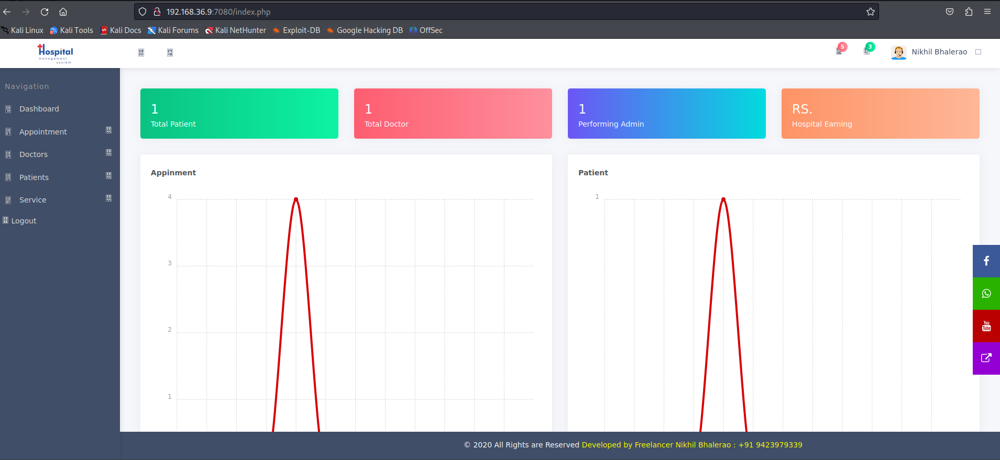 192.168.36.9:7080/index.php
Kali Linux Kali Tools Kali Docs Kali Forums Kali NetHunter Exploit-DB Google Hacking DB OffSec
Hospital
management
system
5
3
Nikhil Bhalerao
Navigation
Dashboard
Appointment
Doctors
Patients
Service
Logout
1
Total Patient
1
Total Doctor
1
Performing Admin
RS.
Hospital Earning
Appinment
4
3
2
1
Patient
1
You
Tube
© 2020 All Rights are Reserved Developed by Freelancer Nikhil Bhalerao : +91 9423979339